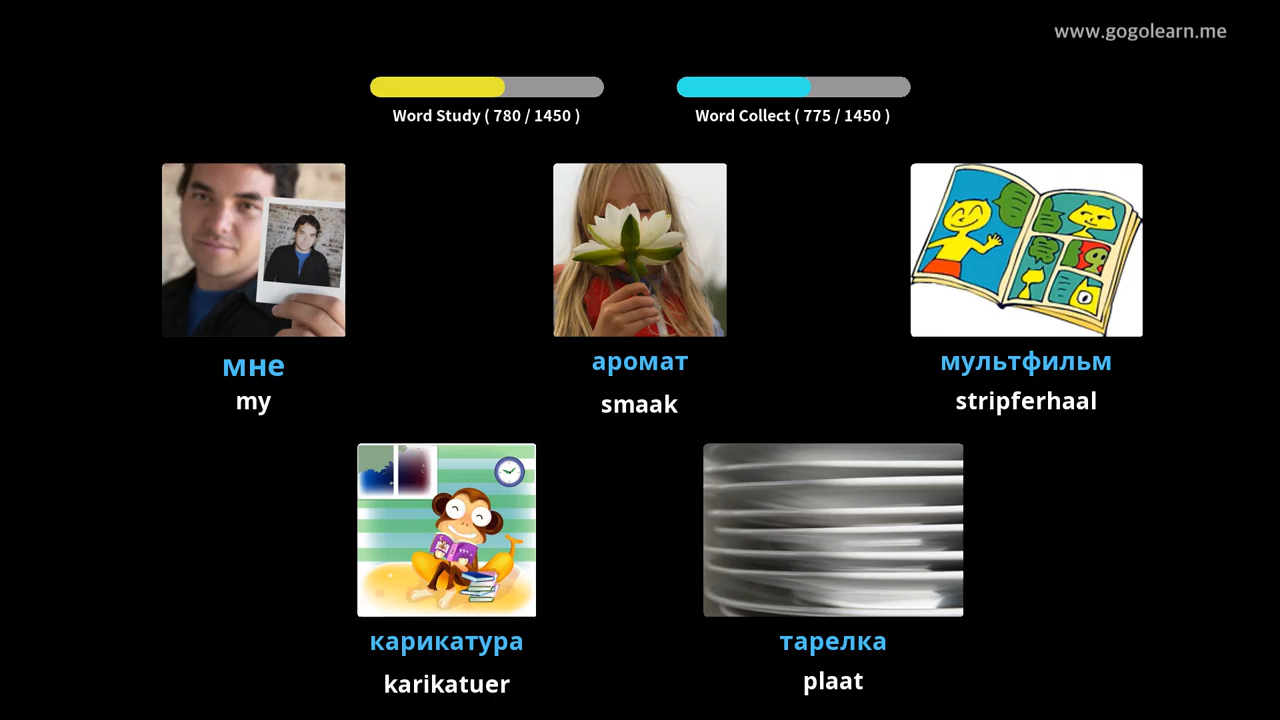 www.gogolearn.me
Word Study ( 780 / 1450 )
Word Collect ( 775 / 1450 )
мне
my
аромат
smaak
мультфильм
stripferhaal
карикатура
karikatuer
тарелка
plaat